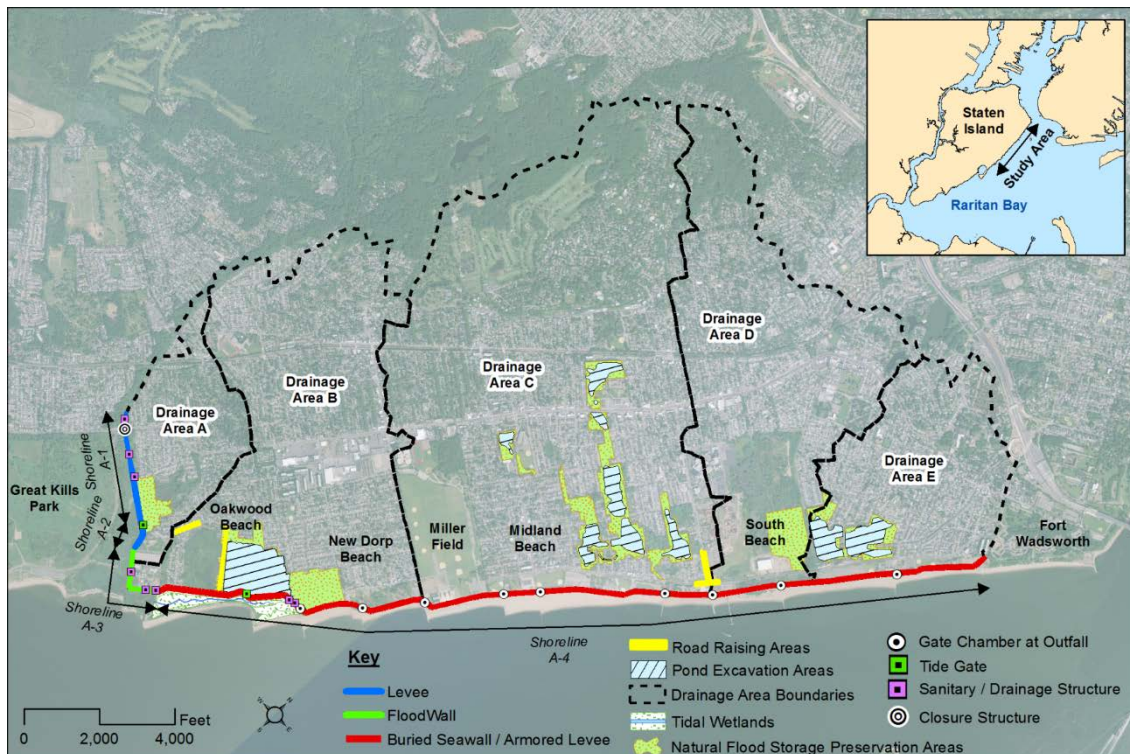 Staten
Island
Study Area
Raritan Bay
Drainage
Area D
Drainage
Area B
Drainage
Area C
Drainage
Area A
Drainage
Area E
Shoreline
A-1
Great Kills
Park
Shoreline
A-2
Oakwood
Beach
New Dorp
Beach
Miller
Field
Midland
Beach
South
Beach
Fort
Wadsworth
Shoreline
A-3
Shoreline
A-4
Key
Levee
FloodWall
Buried Seawall / Armored Levee
Road Raising Areas
Pond Excavation Areas
Drainage Area Boundaries
Tidal Wetlands
Natural Flood Storage Preservation Areas
Gate Chamber at Outfall
Tide Gate
Sanitary / Drainage Structure
Closure Structure
Feet
0 2,000 4,000